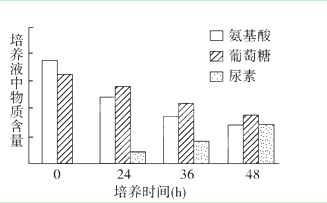 培养液中物质含量
氨基酸
葡萄糖
尿素
0 24 36 48
培养时间(h)